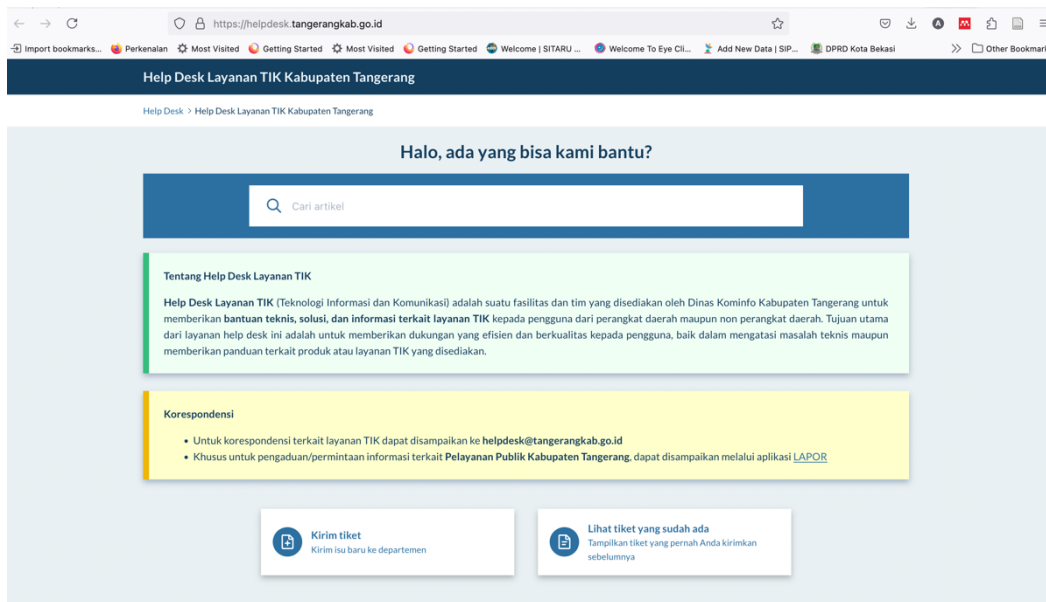 https://helpdesk.tangerangkab.go.id
Import bookmarks... Perkenalan Most Visited Getting Started Most Visited Getting Started Welcome | SITARU ... Welcome To Eye Cli... Add New Data | SIP... DPRD Kota Bekasi Other Bookmar
Help Desk Layanan TIK Kabupaten Tangerang
Help Desk > Help Desk Layanan TIK Kabupaten Tangerang
Halo, ada yang bisa kami bantu?
Cari artikel
Tentang Help Desk Layanan TIK
Help Desk Layanan TIK (Teknologi Informasi dan Komunikasi) adalah suatu fasilitas dan tim yang disediakan oleh Dinas Kominfo Kabupaten Tangerang untuk
memberikan bantuan teknis, solusi, dan informasi terkait layanan TIK kepada pengguna dari perangkat daerah maupun non perangkat daerah. Tujuan utama
dari layanan help desk ini adalah untuk memberikan dukungan yang efisien dan berkualitas kepada pengguna, baik dalam mengatasi masalah teknis maupun
memberikan panduan terkait produk atau layanan TIK yang disediakan.
Korespondensi
• Untuk korespondensi terkait layanan TIK dapat disampaikan ke helpdesk@tangerangkab.go.id
• Khusus untuk pengaduan/permintaan informasi terkait Pelayanan Publik Kabupaten Tangerang, dapat disampaikan melalui aplikasi LAPOR
Kirim tiket
Kirim isu baru ke departemen
Lihat tiket yang sudah ada
Tampilkan tiket yang pernah Anda kirimkan
sebelumnya